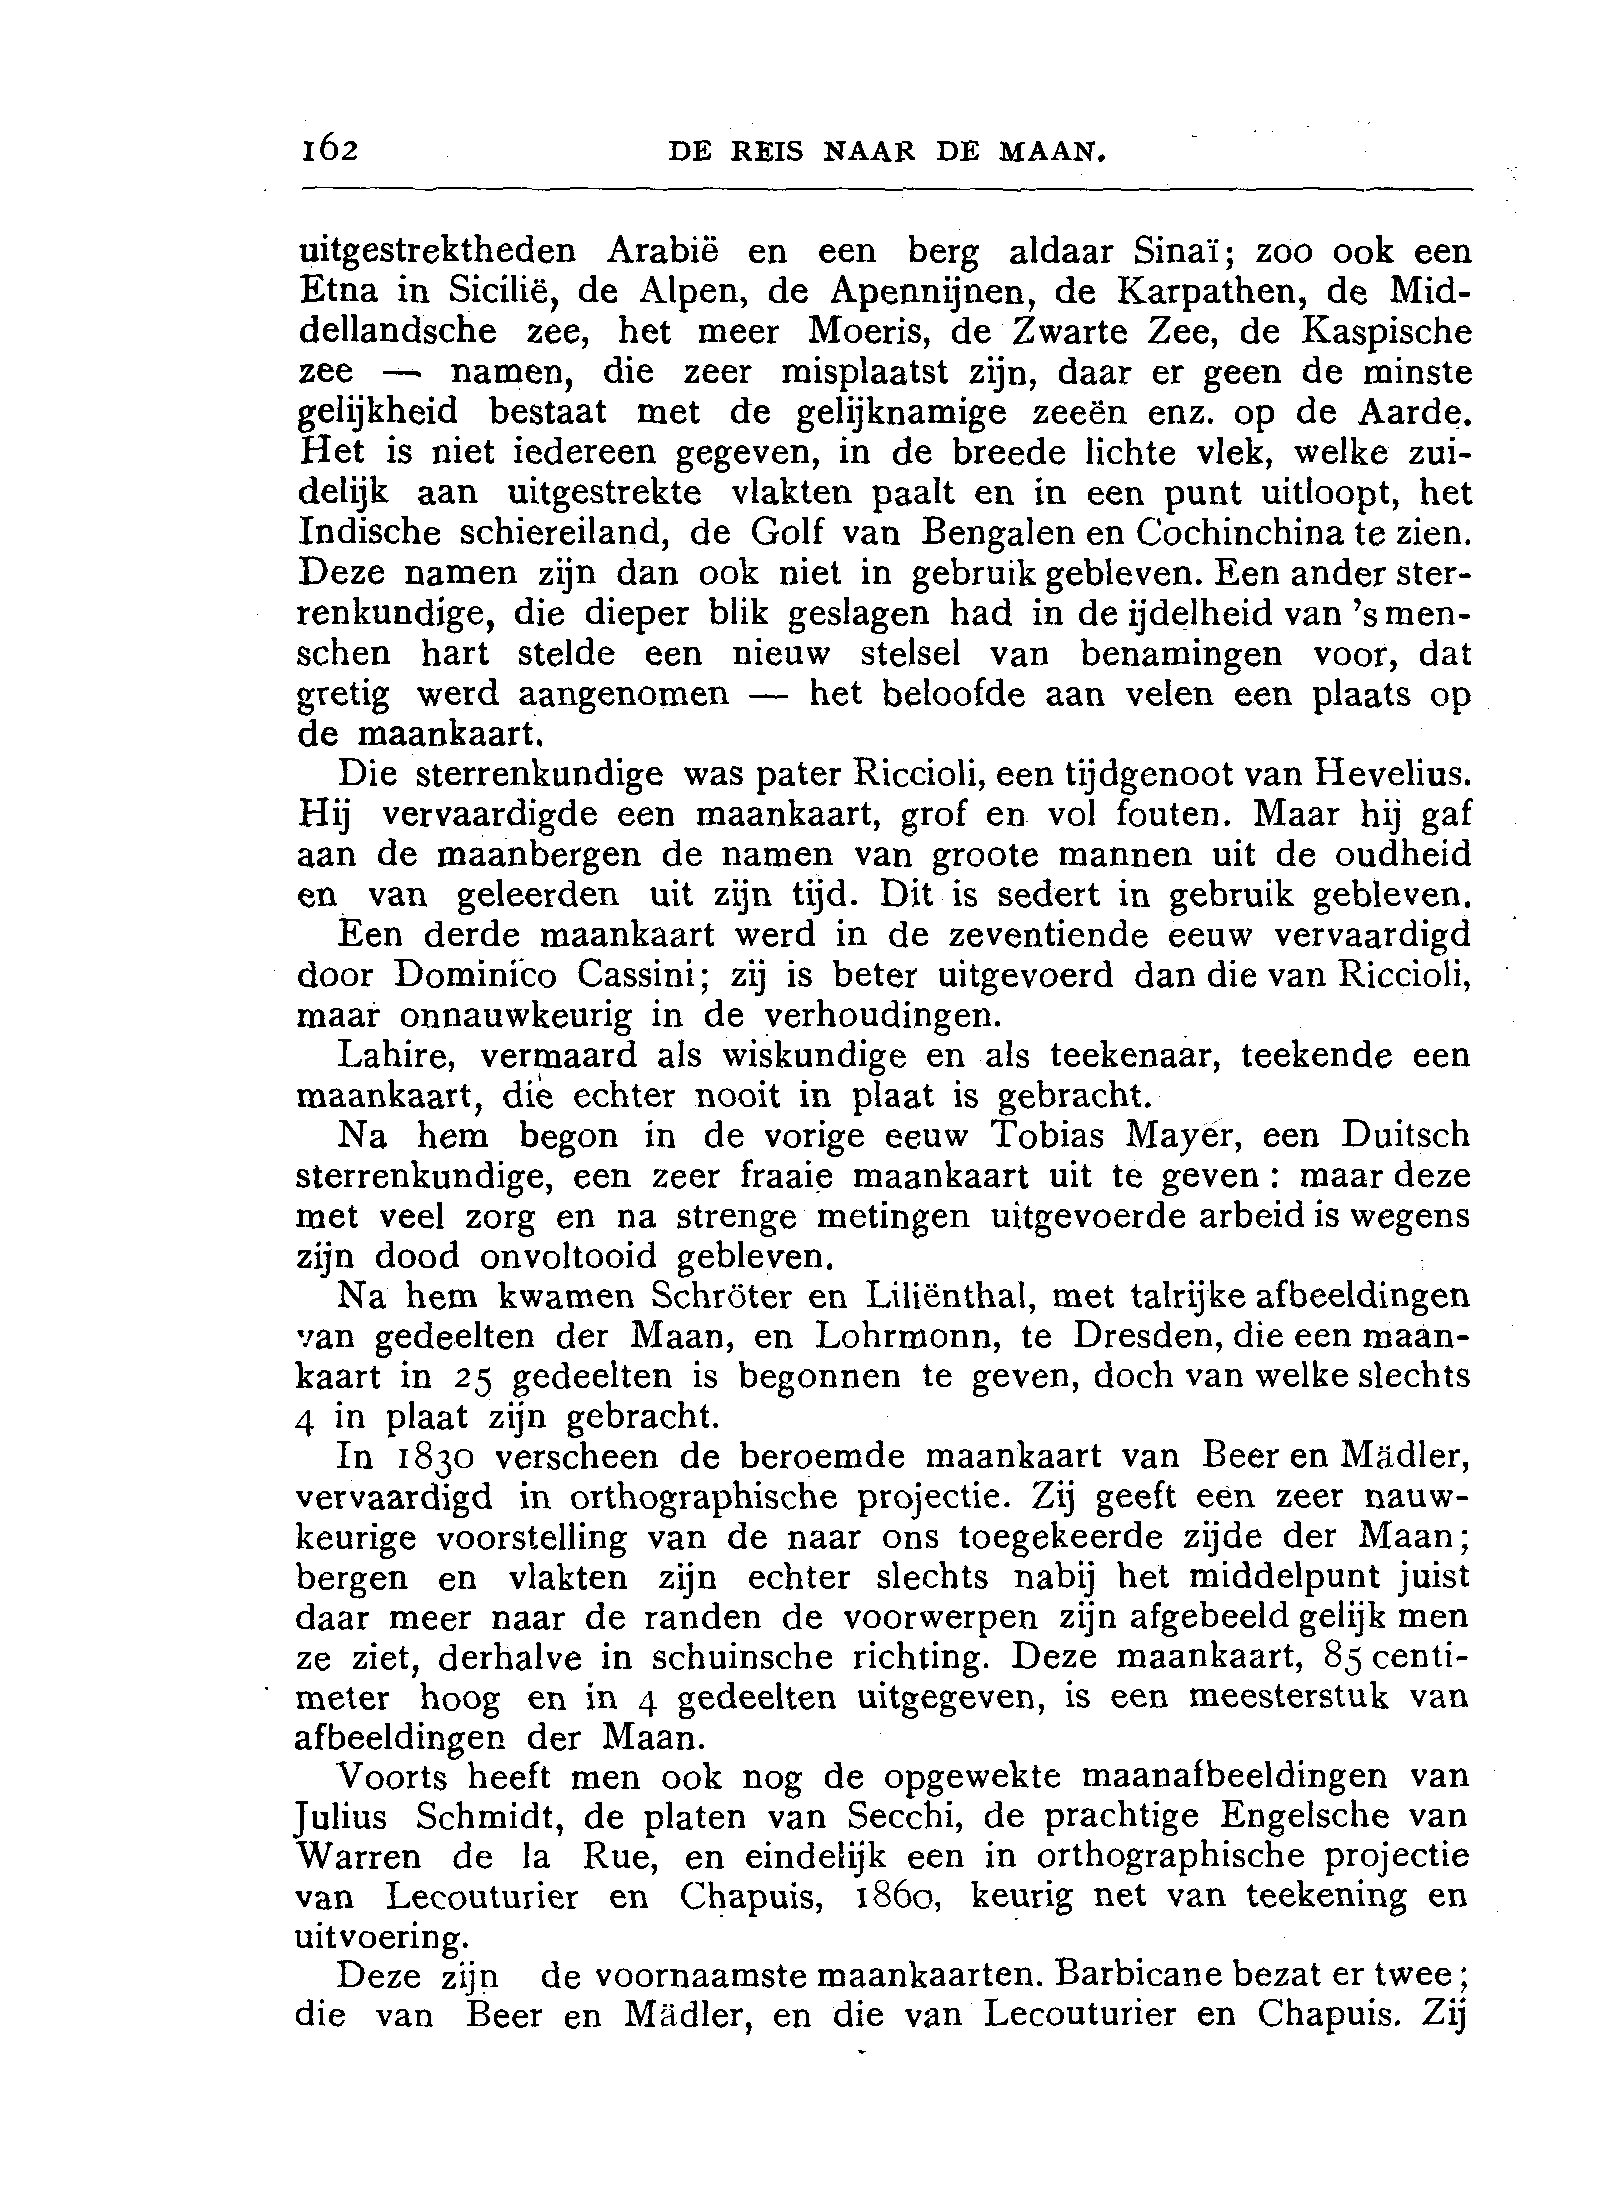 162 DE REIS NAAR DE MAAN.
uitgestrektheden Arabië en een berg aldaar Sinaï; zoo ook een
Etna in Sicilië, de Alpen, de Apennijnen, de Karpathen, de Mid-
dellandsche zee, het meer Moeris, de Zwarte Zee, de Kaspische
zee — namen, die zeer misplaatst zijn, daar er geen de minste
gelijkheid bestaat met de gelijknamige zeeën enz. op de Aarde.
Het is niet iedereen gegeven, in de breede lichte vlek, welke zui-
delijk aan uitgestrekte vlakten paalt en in een punt uitloopt, het
Indische schiereiland, de Golf van Bengalen en Cochinchina te zien.
Deze namen zijn dan ook niet in gebruik gebleven. Een ander ster-
renkundige, die dieper blik geslagen had in de ijdelheid van 's men-
schen hart stelde een nieuw stelsel van benamingen voor, dat
gretig werd aangenomen — het beloofde aan velen een plaats op
de maankaart.
Die sterrenkundige was pater Riccioli, een tijdgenoot van Hevelius.
Hij vervaardigde een maankaart, grof en vol fouten. Maar hij gaf
aan de maanbergen de namen van groote mannen uit de oudheid
en van geleerden uit zijn tijd. Dit is sedert in gebruik gebleven.
Een derde maankaart werd in de zeventiende eeuw vervaardigd
door Dominico Cassini; zij is beter uitgevoerd dan die van Riccioli,
maar onnauwkeurig in de verhoudingen.
Lahire, vermaard als wiskundige en als teekenaar, teekende een
maankaart, die echter nooit in plaat is gebracht.
Na hem begon in de vorige eeuw Tobias Mayer, een Duitsch
sterrenkundige, een zeer fraaie maankaart uit te geven: maar deze
met veel zorg en na strenge metingen uitgevoerde arbeid is wegens
zijn dood onvoltooid gebleven.
Na hem kwamen Schröter en Liliënthal, met talrijke afbeeldingen
van gedeelten der Maan, en Lohrmonn, te Dresden, die een maan-
kaart in 25 gedeelten is begonnen te geven, doch van welke slechts
4 in plaat zijn gebracht.
In 1830 verscheen de beroemde maankaart van Beer en Mädler,
vervaardigd in orthographische projectie. Zij geeft een zeer nauw-
keurige voorstelling van de naar ons toegekeerde zijde der Maan;
bergen en vlakten zijn echter slechts nabij het middelpunt juist
daar meer naar de randen de voorwerpen zijn afgebeeld gelijk men
ze ziet, derhalve in schuinsche richting. Deze maankaart, 85 centi-
meter hoog en in 4 gedeelten uitgegeven, is een meesterstuk van
afbeeldingen der Maan.
Voorts heeft men ook nog de opgewekte maanafbeeldingen van
Julius Schmidt, de platen van Secchi, de prachtige Engelsche van
Warren de la Rue, en eindelijk een in orthographische projectie
van Lecouturier en Chapuis, 1860, keurig net van teekening en
uitvoering.
Deze zijn de voornaamste maankaarten. Barbicane bezat er twee;
die van Beer en Mädler, en die van Lecouturier en Chapuis. Zij